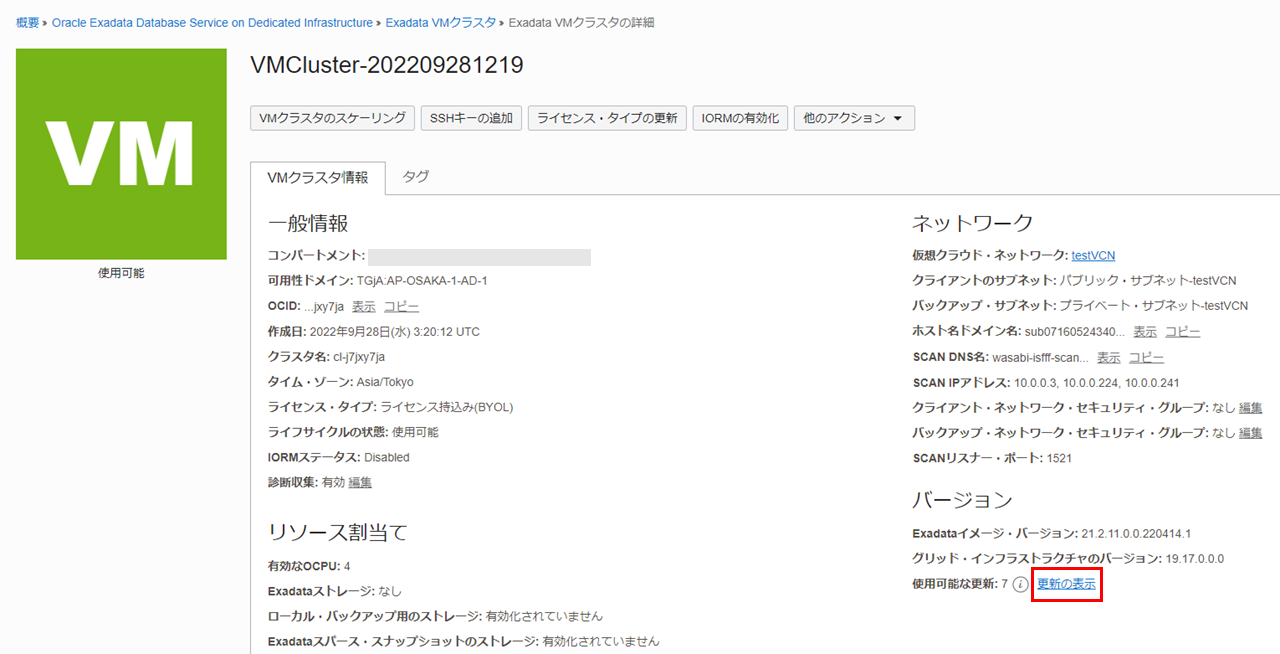 概要 » Oracle Exadata Database Service on Dedicated Infrastructure » Exadata VMクラスタ » Exadata VMクラスタの詳細
VM
使用可能
VMCluster-202209281219
VMクラスタのスケーリング SSHキーの追加 ライセンス・タイプの更新 IORMの有効化 他のアクション
VMクラスタ情報 タグ
一般情報
コンパートメント:
可用性ドメイン: TGjA:AP-OSAKA-1-AD-1
OCID: ...jxy7ja 表示 コピー
作成日: 2022年9月28日(水) 3:20:12 UTC
クラスタ名: cl-j7jxy7ja
タイム・ゾーン: Asia/Tokyo
ライセンス・タイプ: ライセンス持込み(BYOL)
ライフサイクルの状態: 使用可能
IORMステータス: Disabled
診断収集: 有効 編集
リソース割当て
有効なOCPU: 4
Exadataストレージ: なし
ローカル・バックアップ用のストレージ: 有効化されていません
Exadataスパース・スナップショットのストレージ: 有効化されていません
ネットワーク
仮想クラウド・ネットワーク: testVCN
クライアントのサブネット: パブリック・サブネット-testVCN
バックアップ・サブネット: プライベート・サブネット-testVCN
ホスト名ドメイン名: sub07160524340... 表示 コピー
SCAN DNS名: wasabi-isfff-scan... 表示 コピー
SCAN IPアドレス: 10.0.0.3, 10.0.0.224, 10.0.0.241
クライアント・ネットワーク・セキュリティ・グループ: なし 編集
バックアップ・ネットワーク・セキュリティ・グループ: なし 編集
SCANリスナー・ポート: 1521
バージョン
Exadataイメージ・バージョン: 21.2.11.0.0.220414.1
グリッド・インフラストラクチャのバージョン: 19.17.0.0.0
使用可能な更新: 7 i 更新の表示